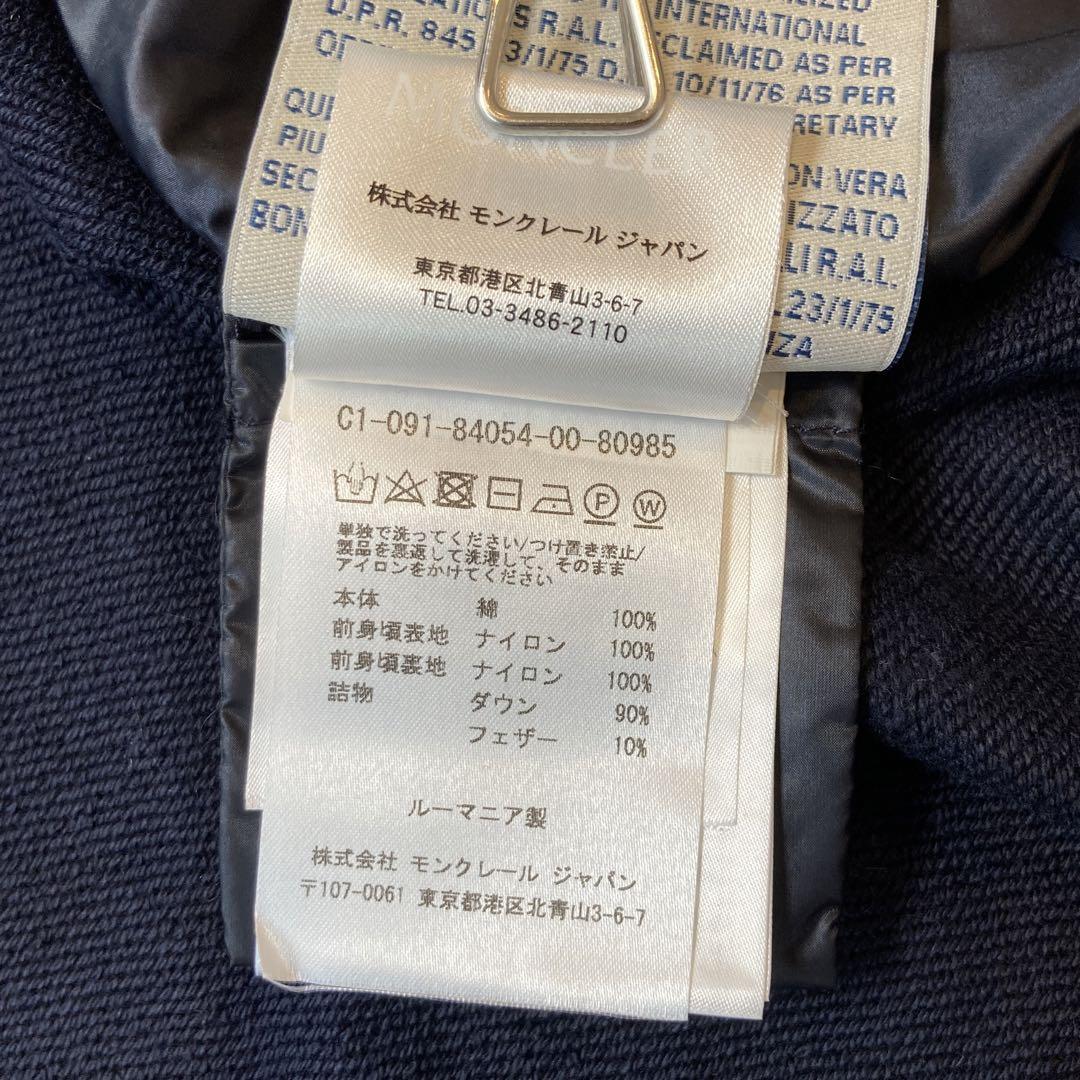 INTERNATIONAL
D.P.R. 845
3/1/75 D.
CLAIMED AS PER
10/11/76 AS PER
RETARY
QUE
PIU
SEC
BON
ON VERA
IZZATO
LI R.A.L.
23/1/75
NZA
MONCLER
株式会社 モンクレール ジャパン
東京都港区北青山3-6-7
TEL.03-3486-2110
C1-091-84054-00-80985
P
W
単独で洗ってください/つけ置き禁止/
製品を裏返して洗濯して、そのまま
アイロンをかけてください
本体 綿 100%
前身頃表地 ナイロン 100%
前身頃裏地 ナイロン 100%
詰物 ダウン 90%
フェザー 10%
ルーマニア製
株式会社 モンクレール ジャパン
〒107-0061 東京都港区北青山3-6-7